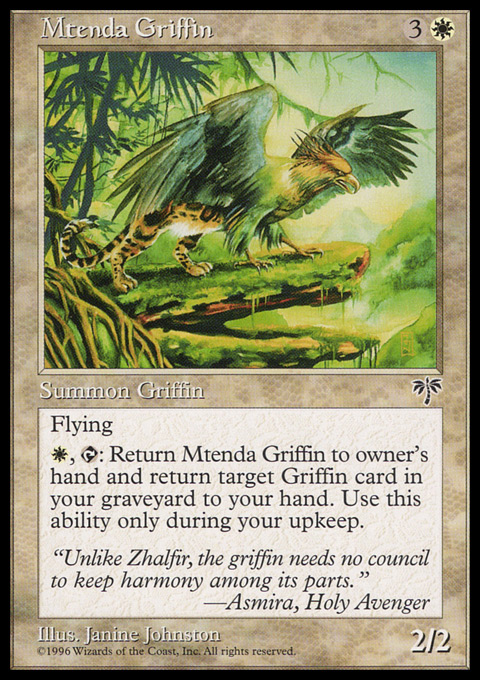 Mtenda Griffin 3
Summon Griffin
Flying
, : Return Mtenda Griffin to owner's
hand and return target Griffin card in
your graveyard to your hand. Use this
ability only during your upkeep.
“Unlike Zhalfir, the griffin needs no council
to keep harmony among its parts.”
—Asmira, Holy Avenger
Illus. Janine Johnston
2/2
©1996 Wizards of the Coast, Inc. All rights reserved.